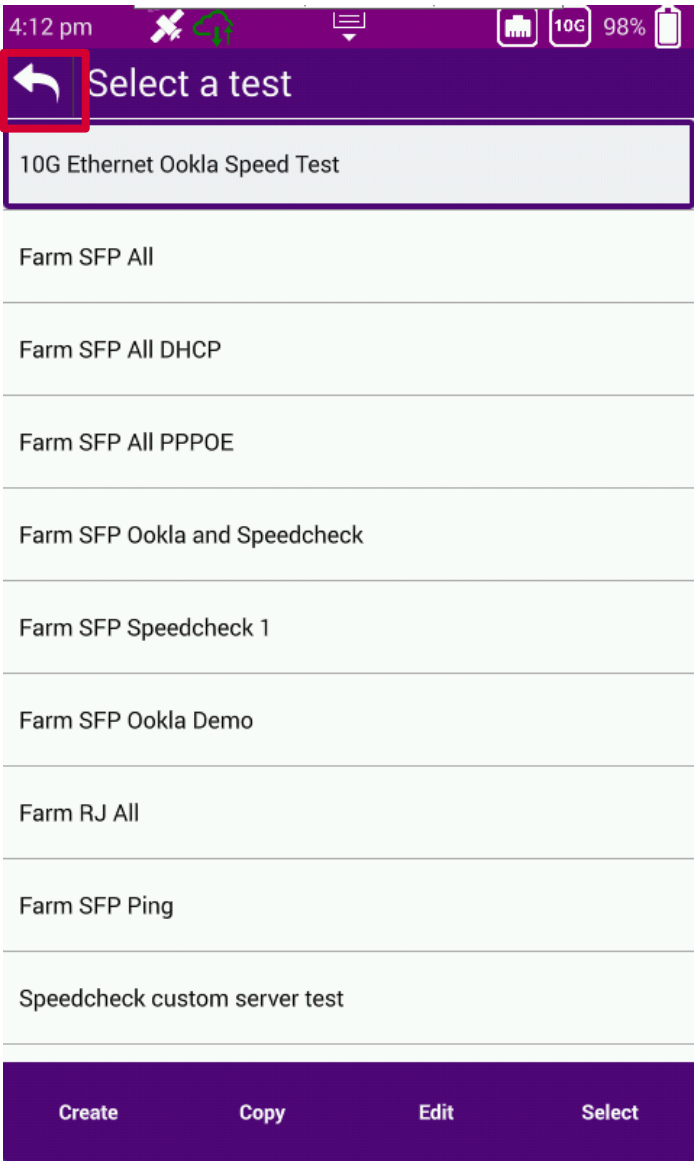 4:12 pm 10G 98%
Select a test
10G Ethernet Ookla Speed Test
Farm SFP All
Farm SFP All DHCP
Farm SFP All PPPOE
Farm SFP Ookla and Speedcheck
Farm SFP Speedcheck 1
Farm SFP Ookla Demo
Farm RJ All
Farm SFP Ping
Speedcheck custom server test
Create Copy Edit Select